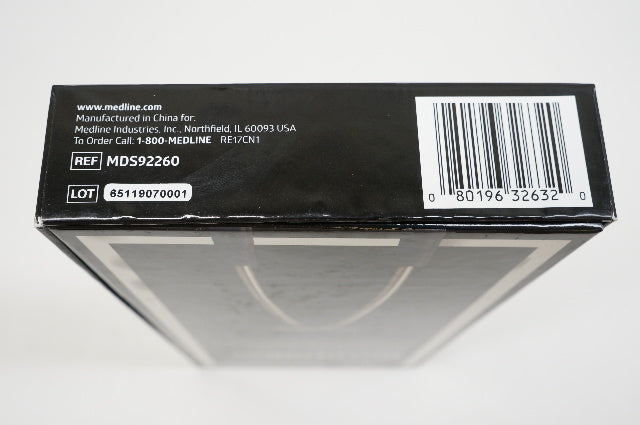 www.medline.com
Manufactured in China for:
Medline Industries, Inc., Northfield, IL 60093 USA
To Order Call: 1-800-MEDLINE RE17CN1
REF MDS92260
LOT 65119070001
0 80196 32632 0